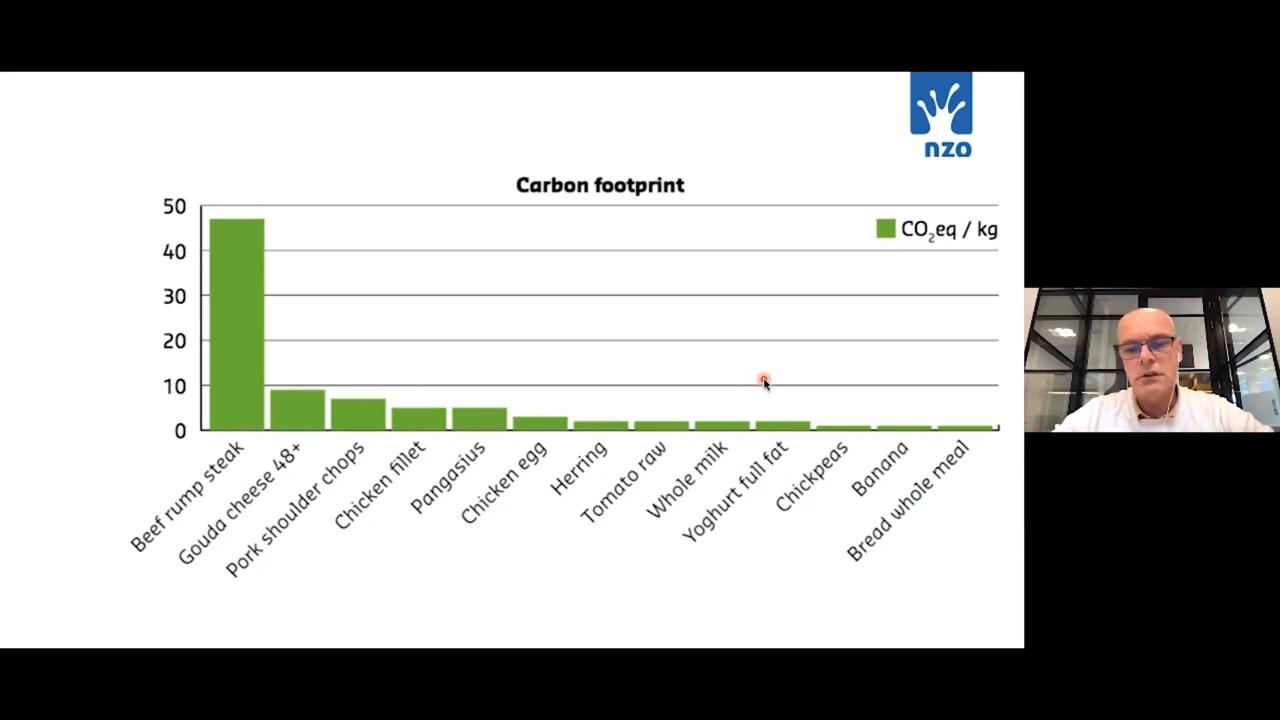 nzo
Carbon footprint
CO2eq / kg
50
40
30
20
10
0
Beef rump steak
Gouda cheese 48+
Pork shoulder chops
Chicken fillet
Pangasius
Chicken egg
Herring
Tomato raw
Whole milk
Yoghurt full fat
Chickpeas
Banana
Bread whole meal